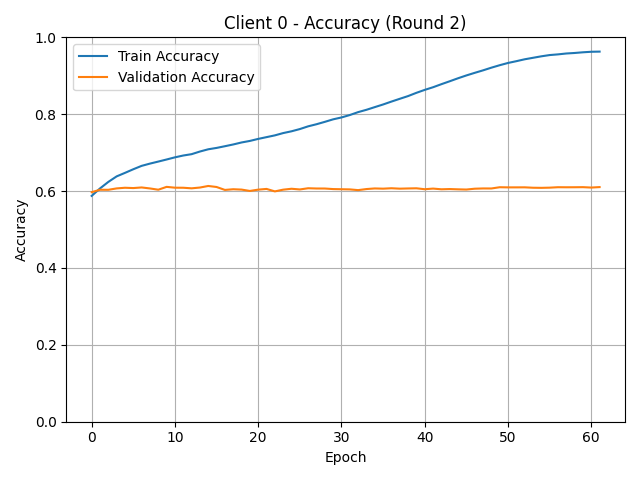 Client 0 - Accuracy (Round 2)
Train Accuracy
Validation Accuracy
1.0
0.8
0.6
0.4
0.2
0.0
Accuracy
0 10 20 30 40 50 60
Epoch